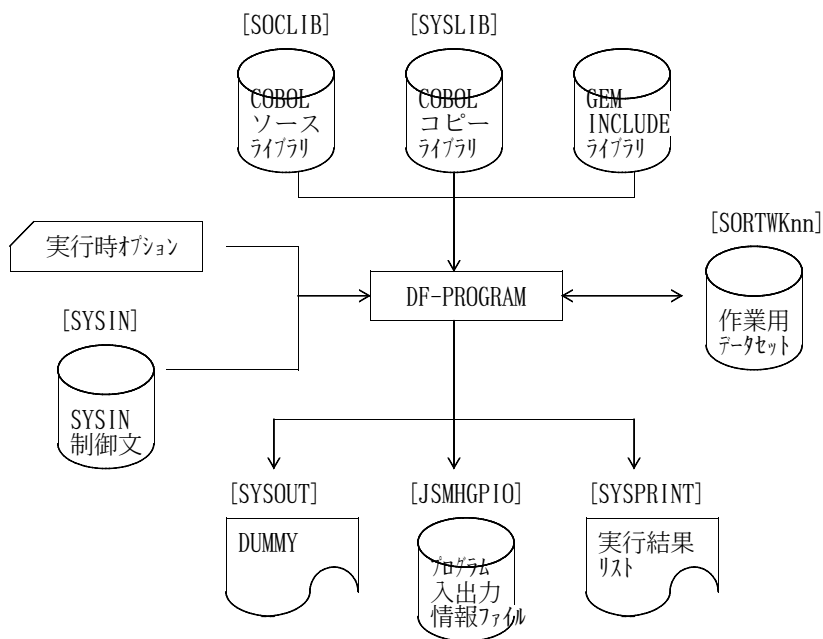 [SOCLIB]
[SYSLIB]
COBOL
ソース
ライブラリ
COBOL
コピー
ライブラリ
GEM
INCLUDE
ライブラリ
実行時オプション
[SORTWKnn]
DF-PROGRAM
作業用
データセット
[SYSIN]
SYSIN
制御文
[SYSOUT]
[JSMHGPIO]
[SYSPRINT]
DUMMY
プログラム
入出力
情報ファイル
実行結果
リスト